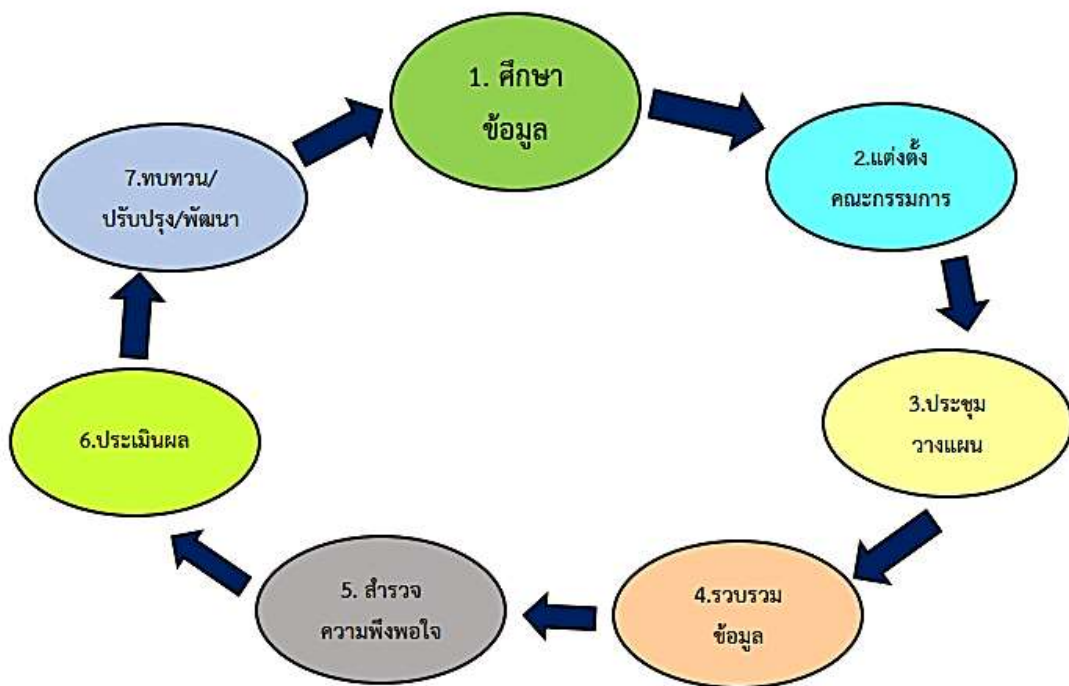 1. ศึกษา
ข้อมูล
2.แต่งตั้ง
คณะกรรมการ
3.ประชุม
วางแผน
4.รวบรวม
ข้อมูล
5. สำรวจ
ความพึงพอใจ
6.ประเมินผล
7.ทบทวน/
ปรับปรุง/พัฒนา